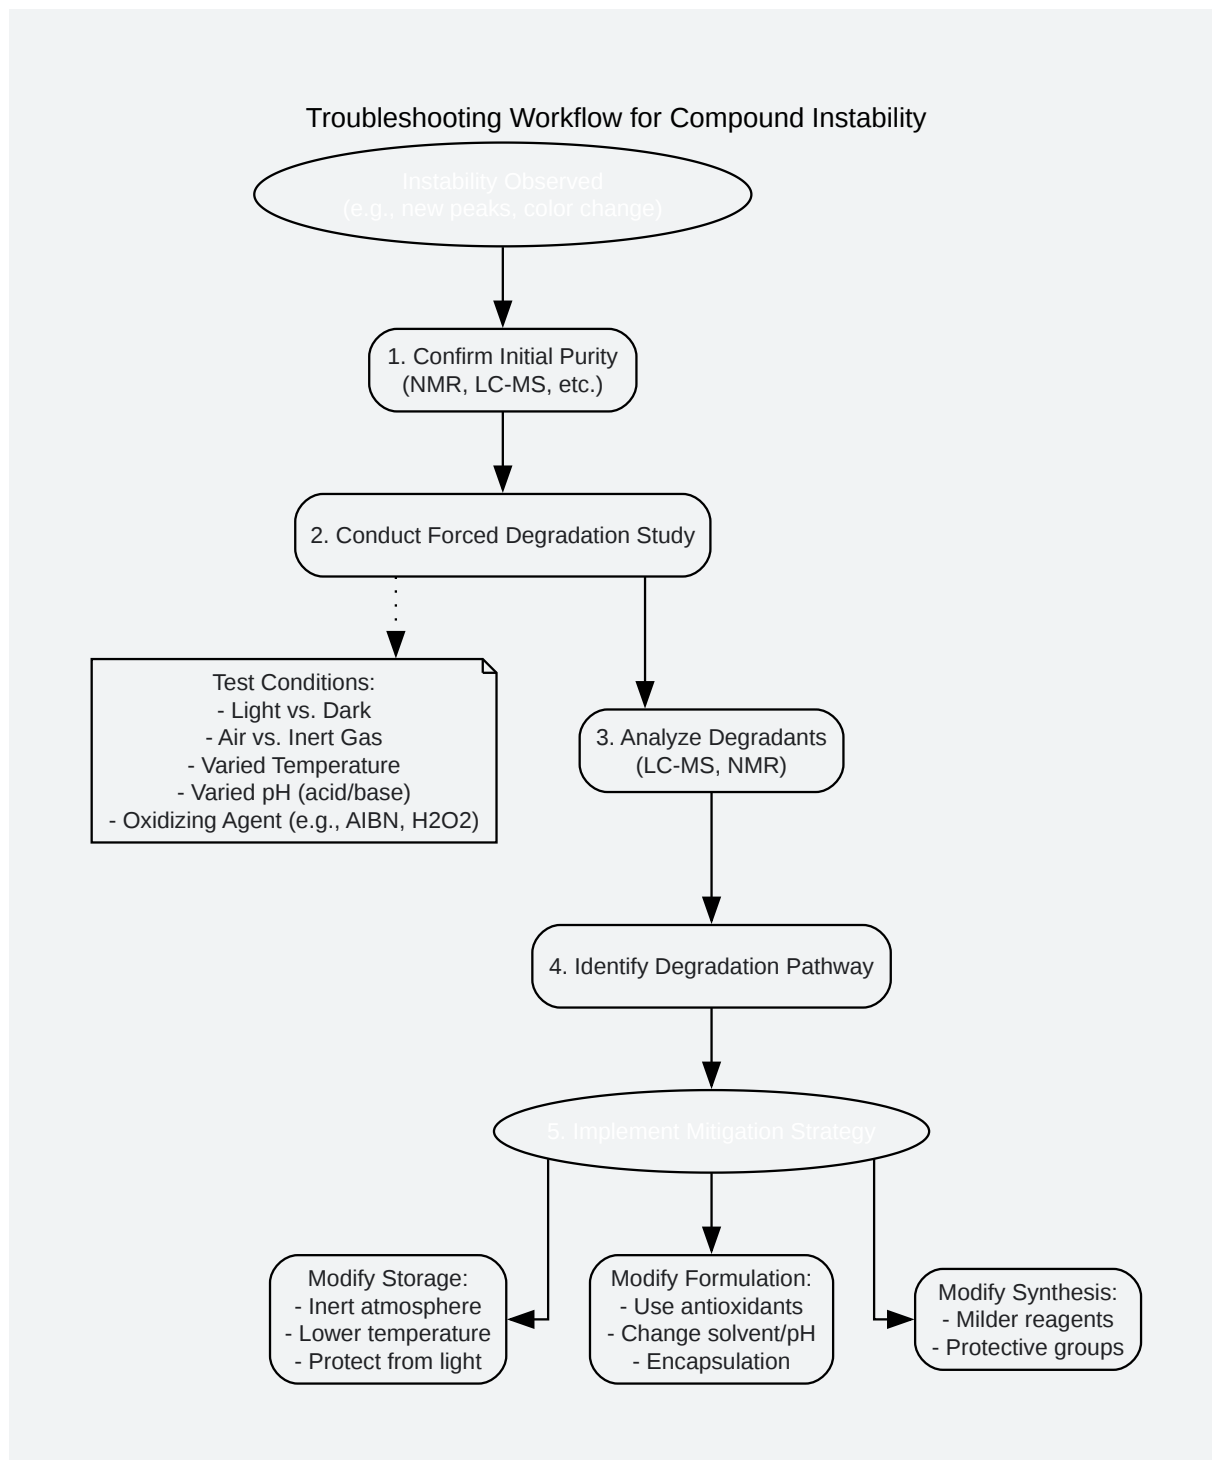 Troubleshooting Workflow for Compound Instability
Instability Observed
(e.g., new peaks, color change)
1. Confirm Initial Purity
(NMR, LC-MS, etc.)
2. Conduct Forced Degradation Study
Test Conditions:
- Light vs. Dark
- Air vs. Inert Gas
- Varied Temperature
- Varied pH (acid/base)
- Oxidizing Agent (e.g., AIBN, H2O2)
3. Analyze Degradants
(LC-MS, NMR)
4. Identify Degradation Pathway
5. Implement Mitigation Strategy
Modify Storage:
- Inert atmosphere
- Lower temperature
- Protect from light
Modify Formulation:
- Use antioxidants
- Change solvent/pH
- Encapsulation
Modify Synthesis:
- Milder reagents
- Protective groups